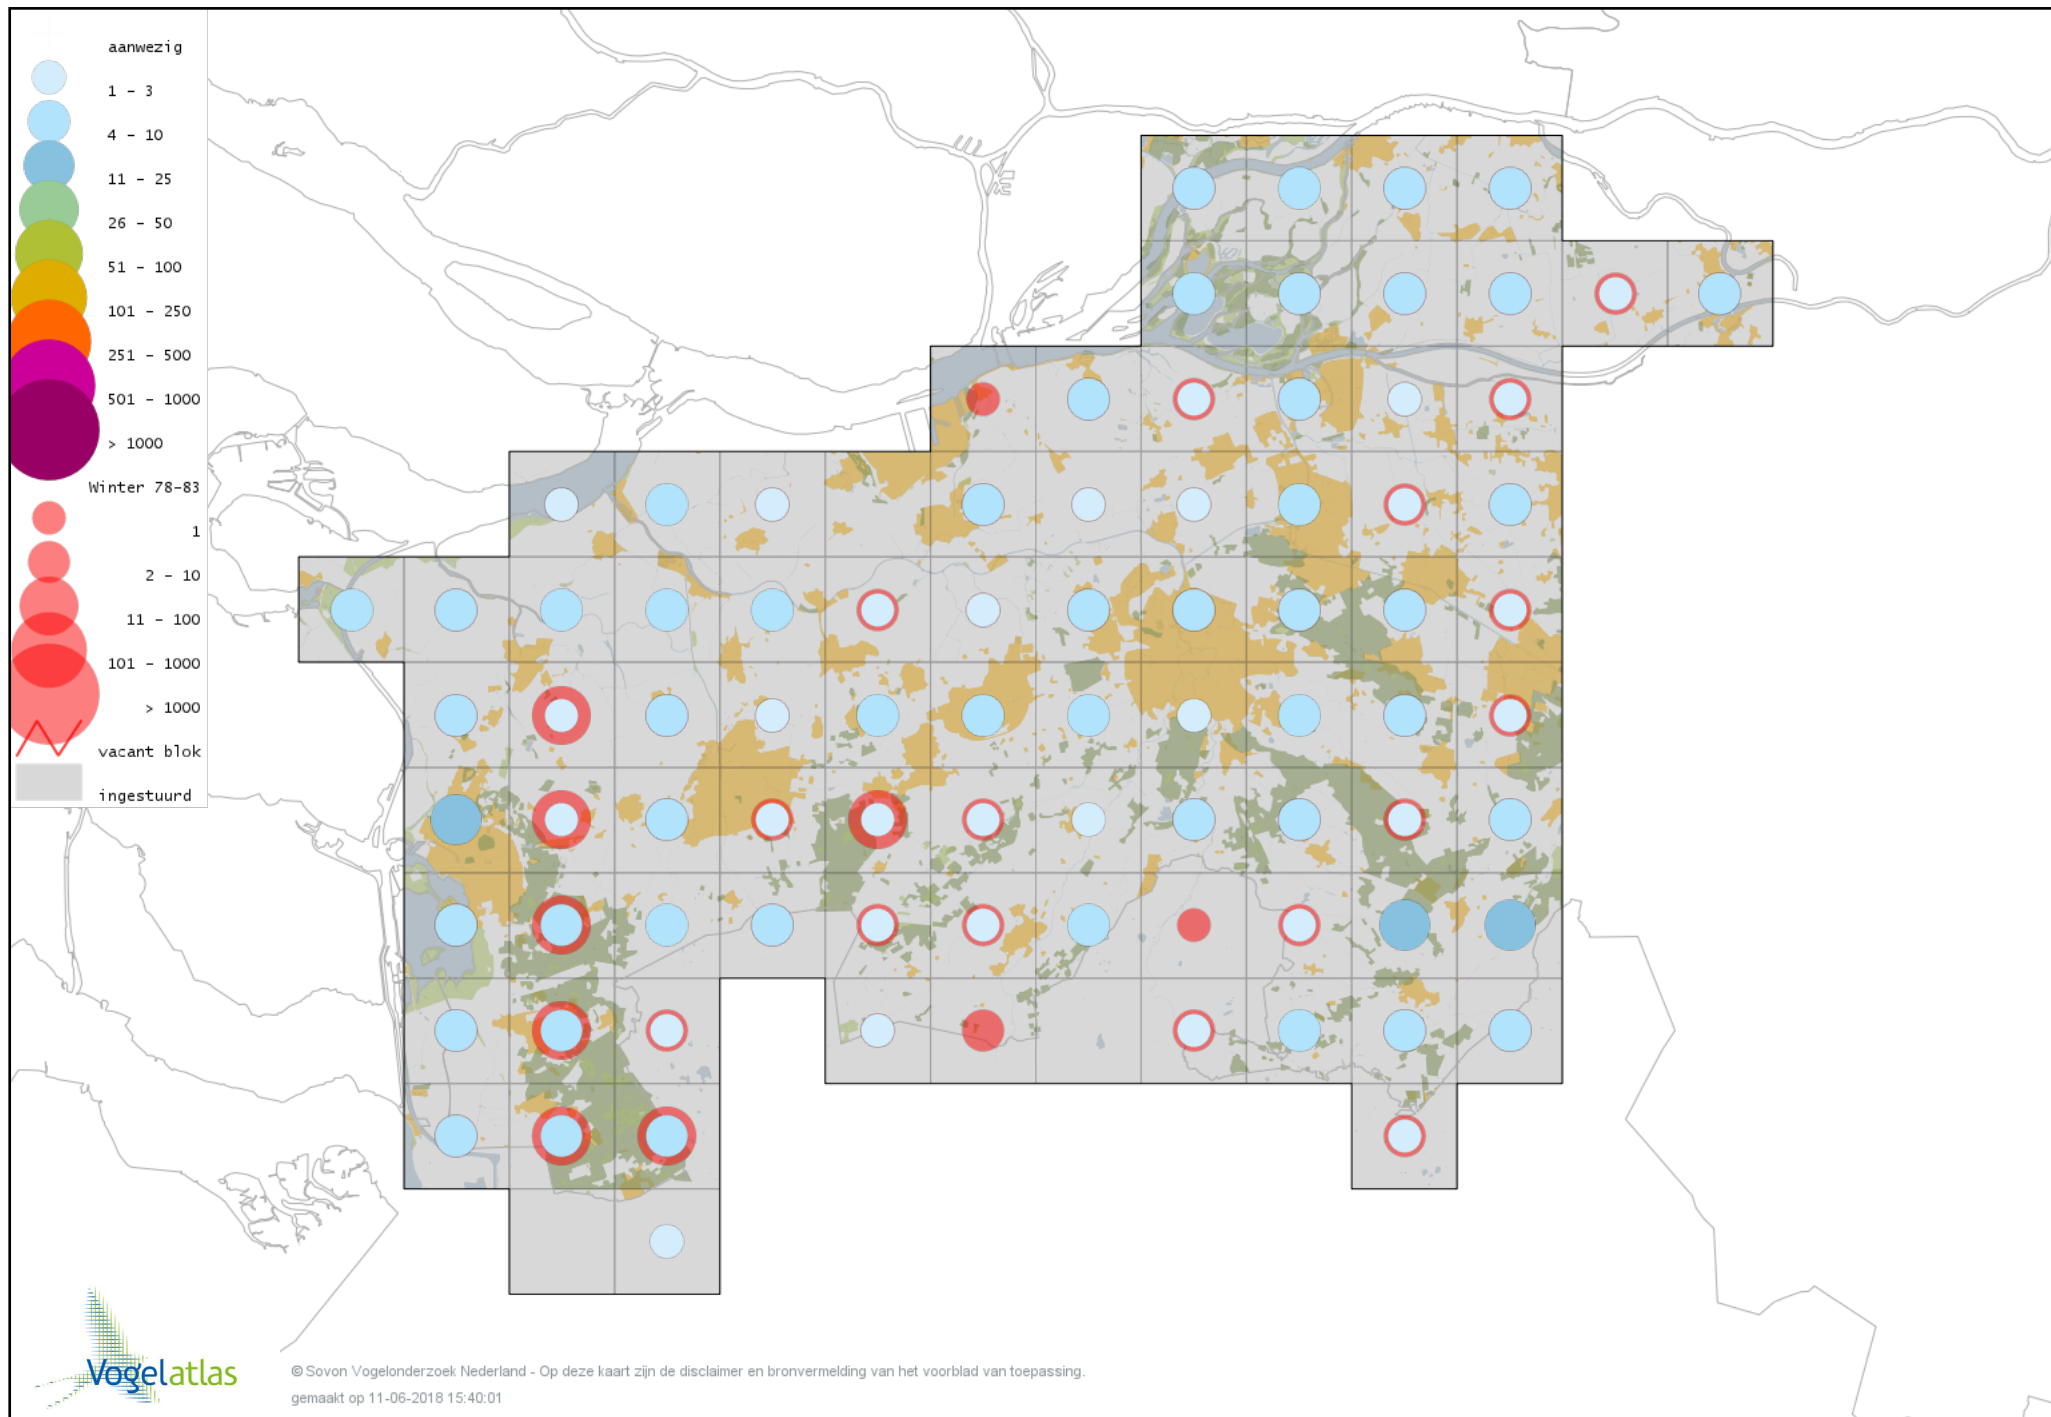 aanwezig
1 - 3
4 - 10
11 - 25
26 - 50
51 - 100
101 - 250
251 - 500
501 - 1000
> 1000
Winter 78-83
1
2 - 10
11 - 100
101 - 1000
> 1000
vacant blok
ingestuurd
Vogelatlas
© Sovon Vogelonderzoek Nederland - Op deze kaart zijn de disclaimer en bronvermelding van het voorblad van toepassing.
gemaakt op 11-06-2018 15:40:01